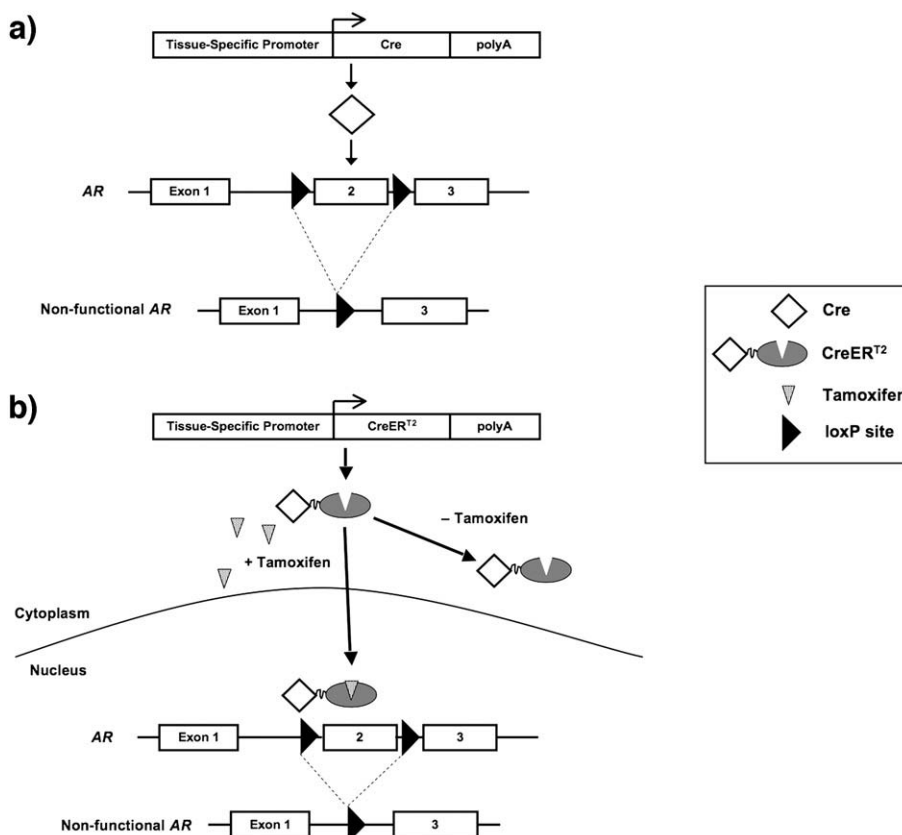 a)
Tissue-Specific Promoter Cre polyA
AR Exon 1 2 3
Non-functional AR Exon 1 3
Cre
CreER^T2
Tamoxifen
loxP site
b)
Tissue-Specific Promoter CreER^T2 polyA
– Tamoxifen
+ Tamoxifen
Cytoplasm
Nucleus
AR Exon 1 2 3
Non-functional AR Exon 1 3